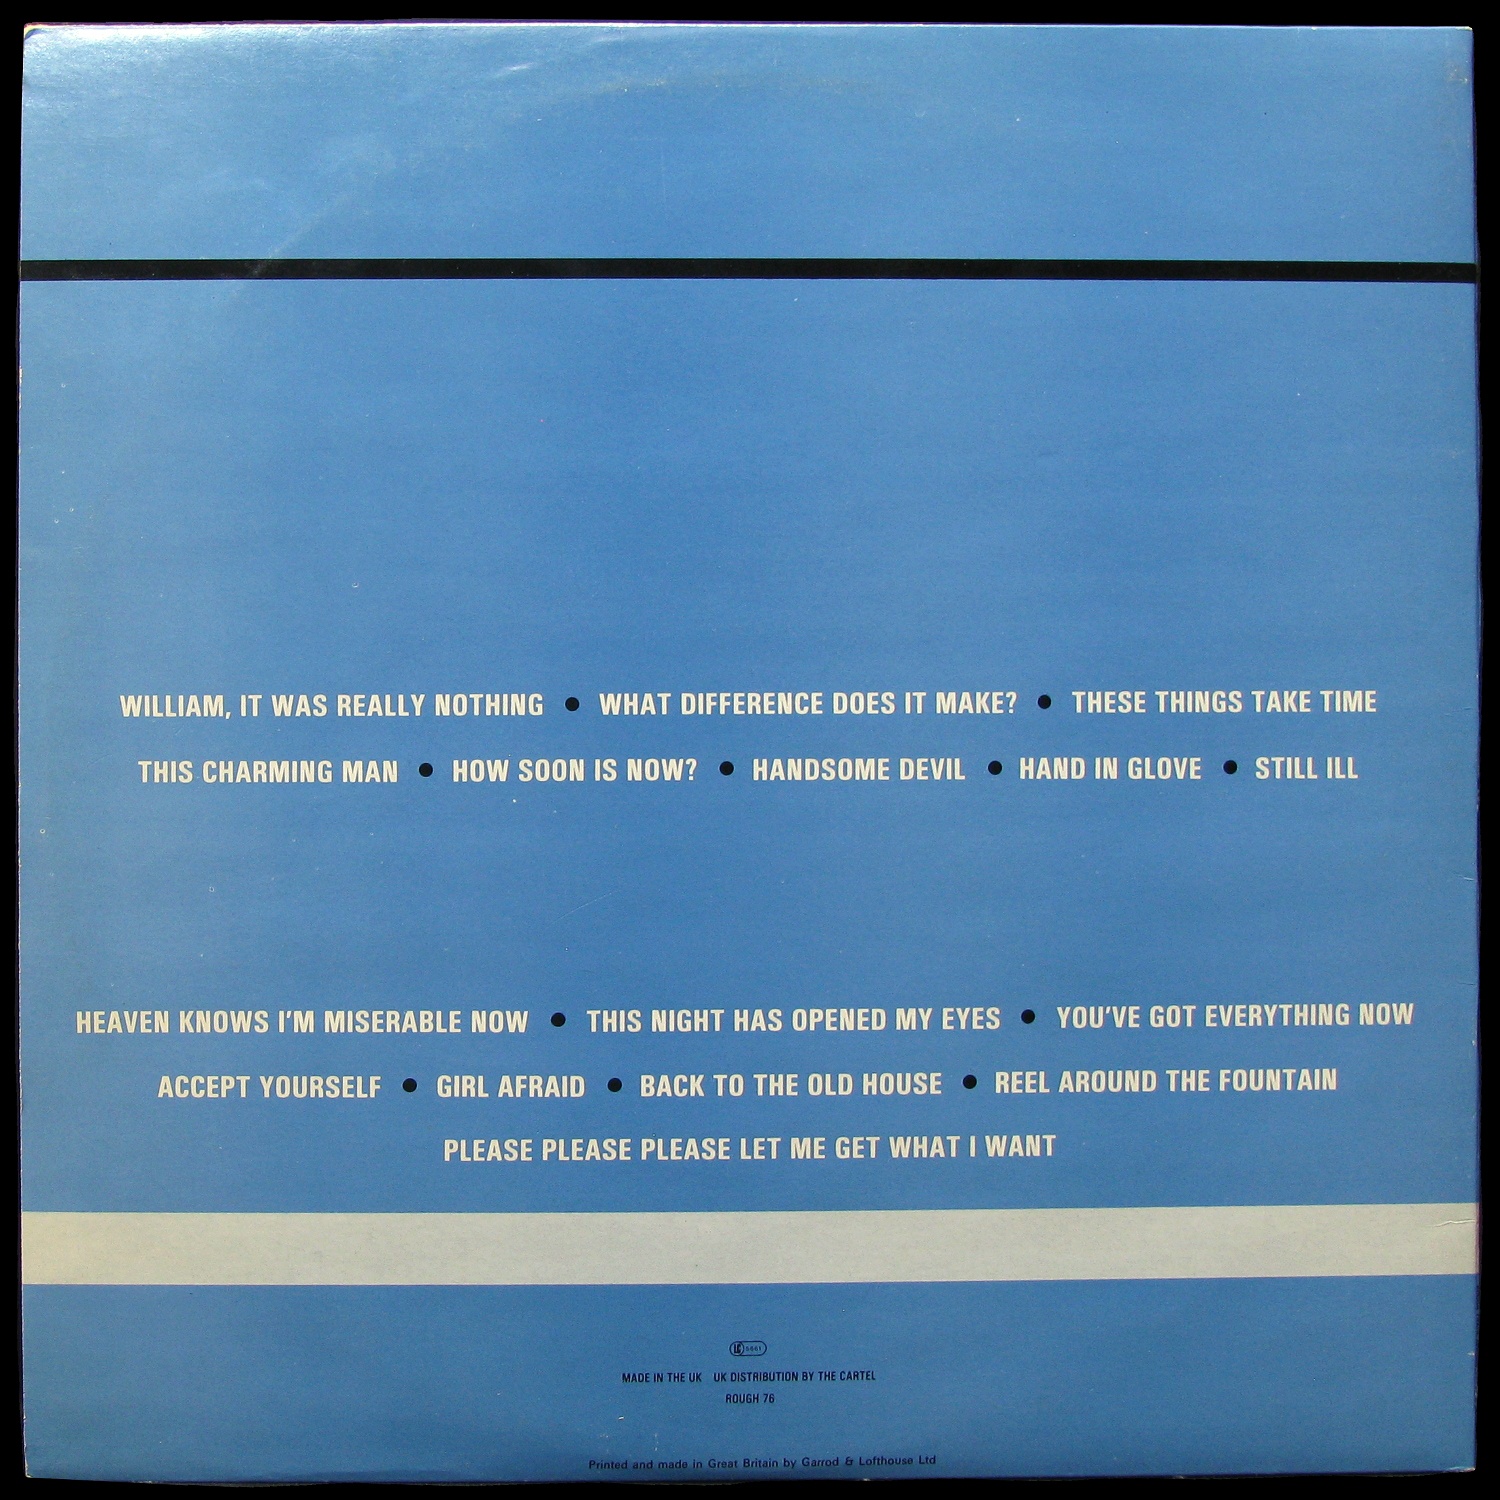 WILLIAM, IT WAS REALLY NOTHING ● WHAT DIFFERENCE DOES IT MAKE? ● THESE THINGS TAKE TIME
THIS CHARMING MAN ● HOW SOON IS NOW? ● HANDSOME DEVIL ● HAND IN GLOVE ● STILL ILL
HEAVEN KNOWS I'M MISERABLE NOW ● THIS NIGHT HAS OPENED MY EYES ● YOU'VE GOT EVERYTHING NOW
ACCEPT YOURSELF ● GIRL AFRAID ● BACK TO THE OLD HOUSE ● REEL AROUND THE FOUNTAIN
PLEASE PLEASE PLEASE LET ME GET WHAT I WANT
LC
MADE IN THE UK UK DISTRIBUTION BY THE CARTEL
ROUGH 76
Printed and made in Great Britain by Garrod & Lofthouse Ltd